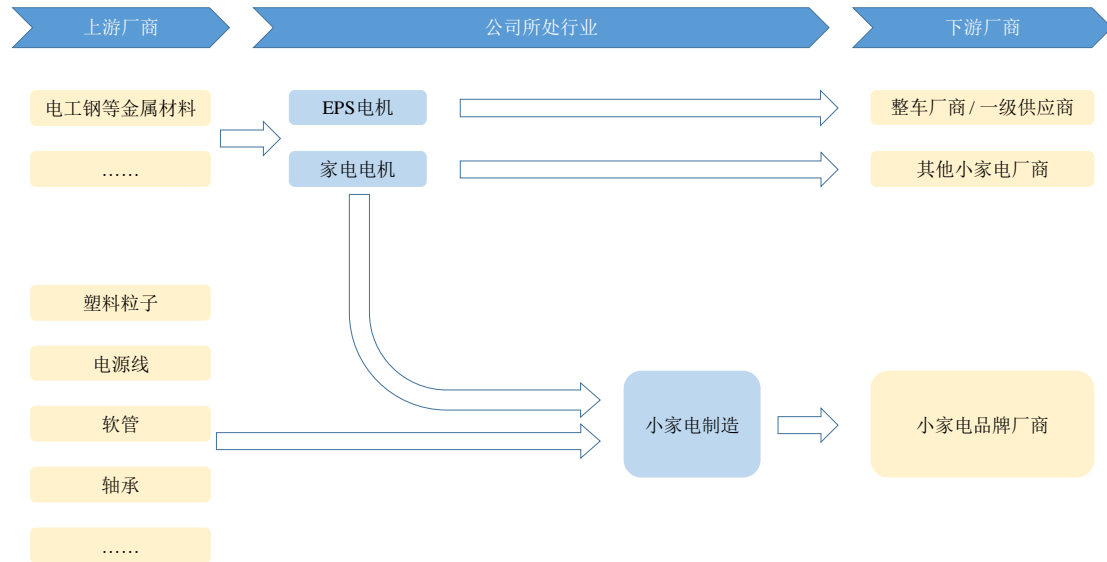 上游厂商
公司所处行业
下游厂商
电工钢等金属材料
EPS电机
整车厂商/一级供应商
……
家电电机
其他小家电厂商
塑料粒子
电源线
软管
小家电制造
小家电品牌厂商
轴承
……